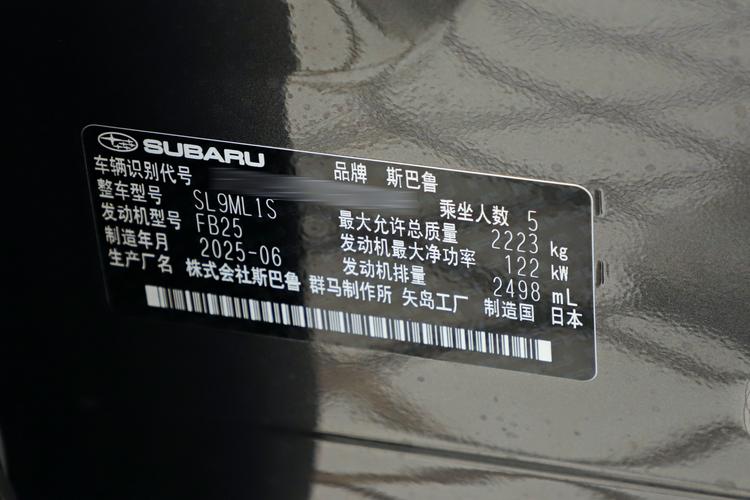 SUBARU 品牌 斯巴鲁
车辆识别代号
整车型号 SL9ML1S 乘坐人数 5
发动机型号 FB25 最大允许总质量 2223 kg
制造年月 2025-06 发动机最大净功率 122 kW
发动机排量 2498 mL
生产厂名 株式会社斯巴鲁 群马制作所 矢岛工厂 制造国 日本